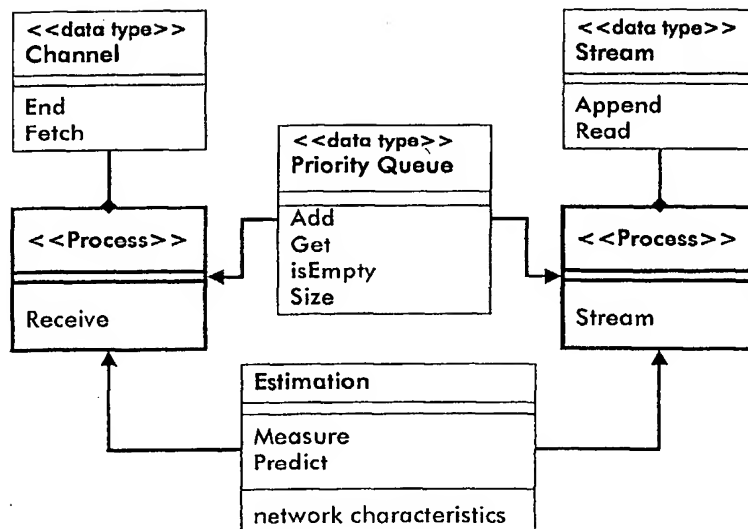 <<data type>>
Channel
End
Fetch
<<data type>>
Stream
Append
Read
<<data type>>
Priority Queue
Add
Get
isEmpty
Size
<<Process>>
Receive
<<Process>>
Stream
Estimation
Measure
Predict
network characteristics